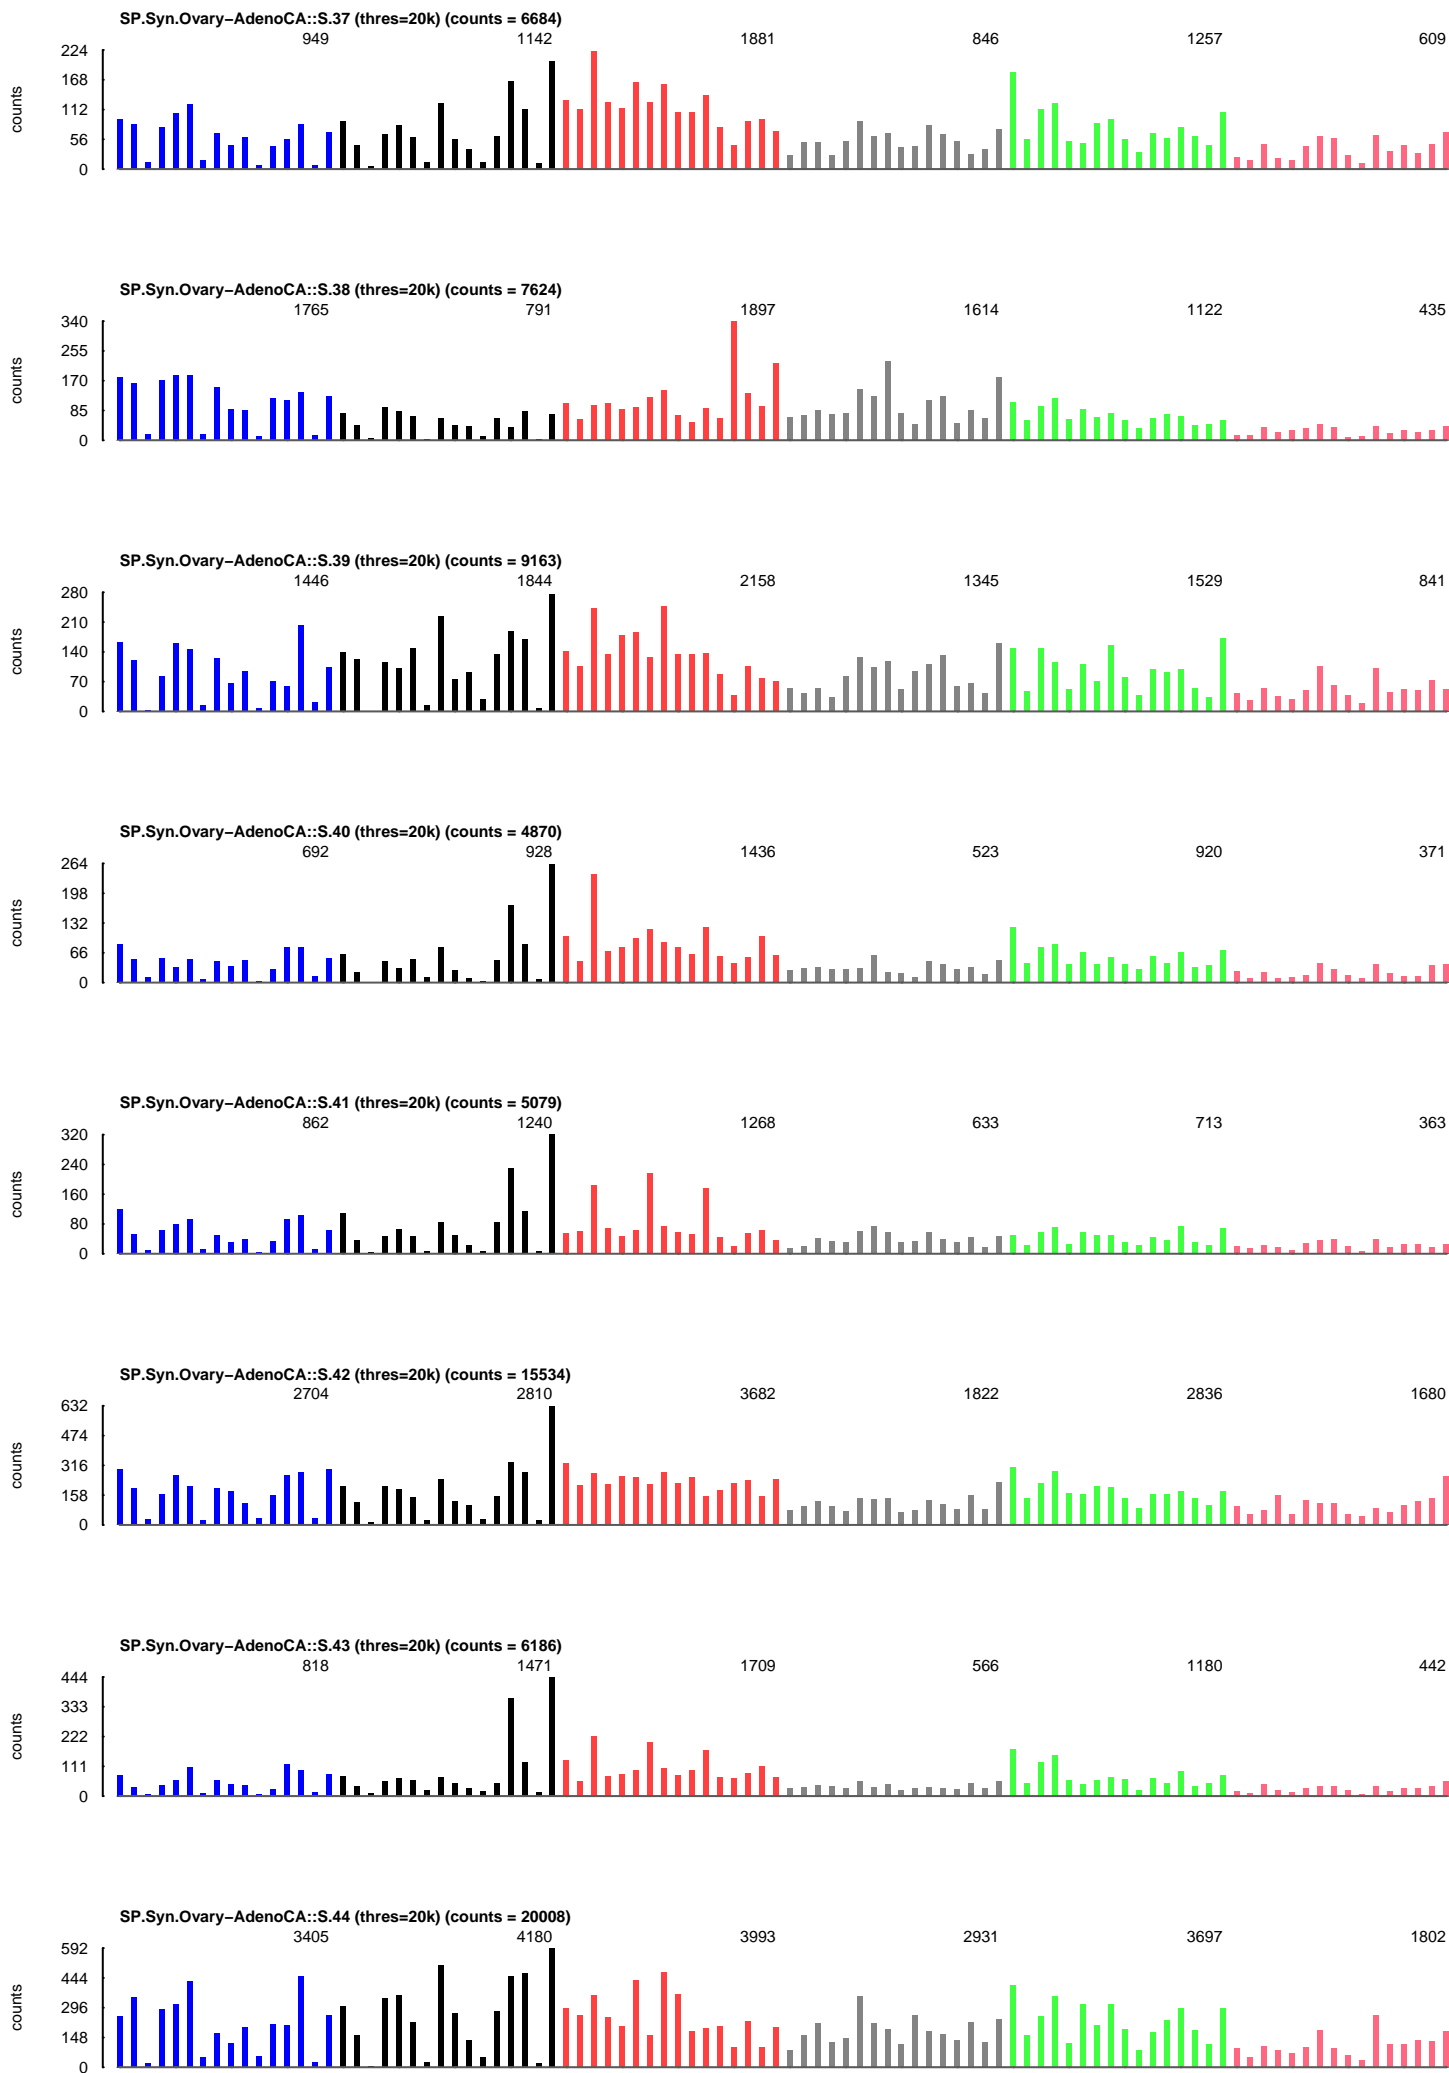 SP.Syn.Ovary−AdenoCA::S.37 (thres=20k) (counts = 6684)
949 1142 1881 846 1257 609
224
168
112
56
0
counts
SP.Syn.Ovary−AdenoCA::S.38 (thres=20k) (counts = 7624)
1765 791 1897 1614 1122 435
340
255
170
85
0
counts
SP.Syn.Ovary−AdenoCA::S.39 (thres=20k) (counts = 9163)
1446 1844 2158 1345 1529 841
280
210
140
70
0
counts
SP.Syn.Ovary−AdenoCA::S.40 (thres=20k) (counts = 4870)
692 928 1436 523 920 371
264
198
132
66
0
counts
SP.Syn.Ovary−AdenoCA::S.41 (thres=20k) (counts = 5079)
862 1240 1268 633 713 363
320
240
160
80
0
counts
SP.Syn.Ovary−AdenoCA::S.42 (thres=20k) (counts = 15534)
2704 2810 3682 1822 2836 1680
632
474
316
158
0
counts
SP.Syn.Ovary−AdenoCA::S.43 (thres=20k) (counts = 6186)
818 1471 1709 566 1180 442
444
333
222
111
0
counts
SP.Syn.Ovary−AdenoCA::S.44 (thres=20k) (counts = 20008)
3405 4180 3993 2931 3697 1802
592
444
296
148
0
counts